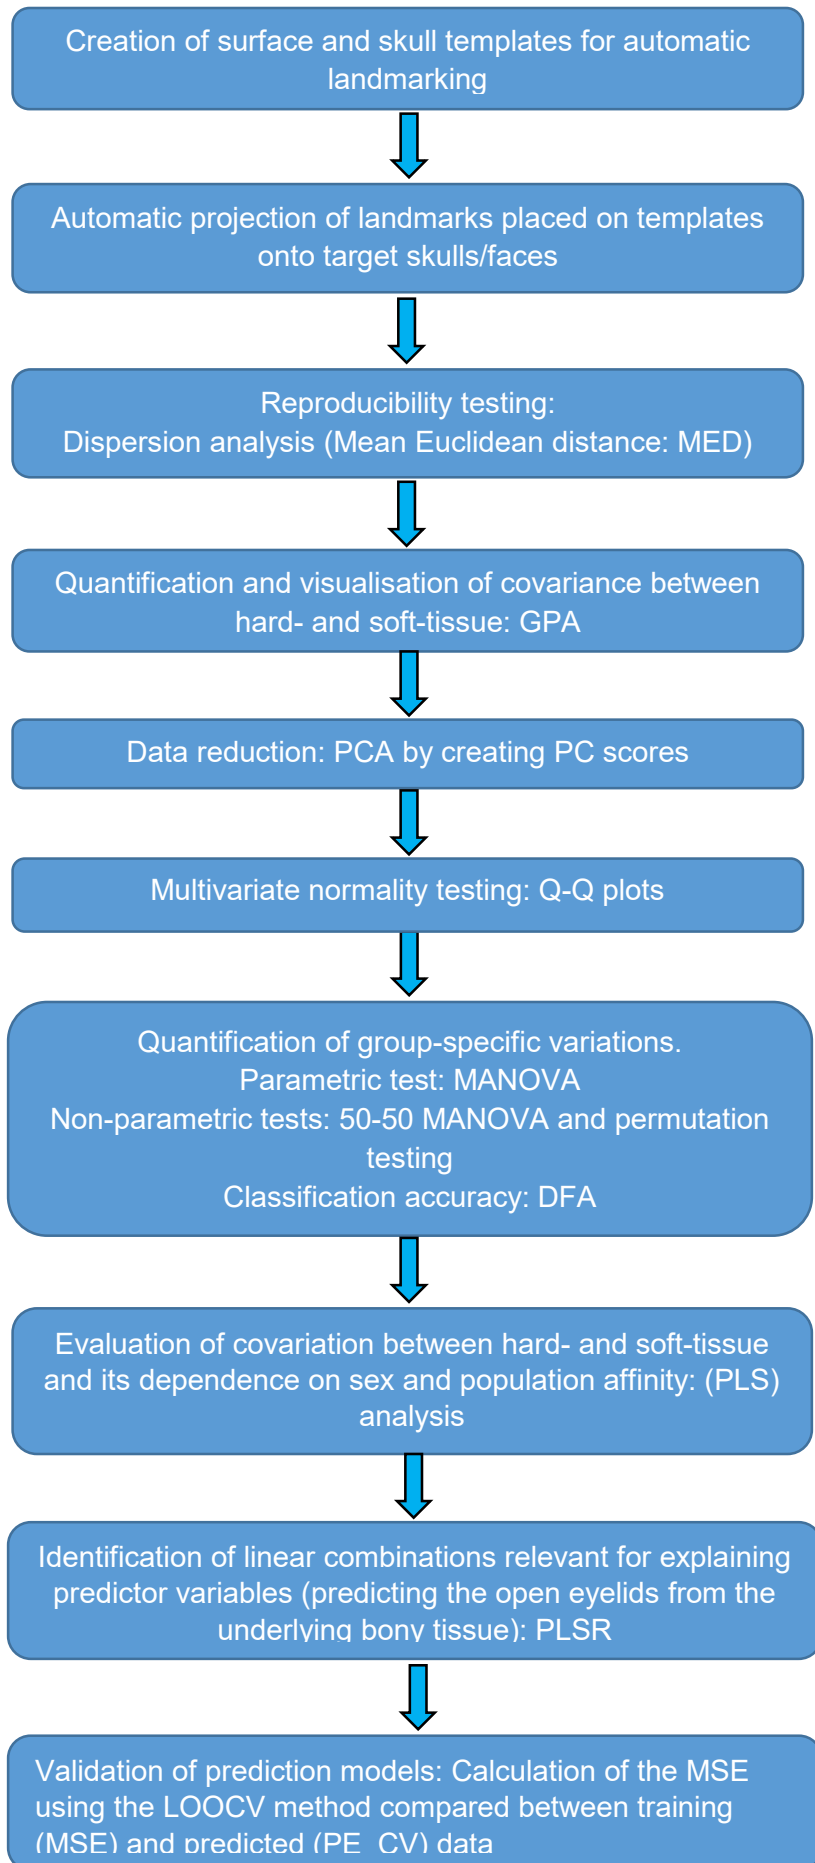 Creation of surface and skull templates for automatic
landmarking
Automatic projection of landmarks placed on templates
onto target skulls/faces
Reproducibility testing:
Dispersion analysis (Mean Euclidean distance: MED)
Quantification and visualisation of covariance between
hard- and soft-tissue: GPA
Data reduction: PCA by creating PC scores
Multivariate normality testing: Q-Q plots
Quantification of group-specific variations.
Parametric test: MANOVA
Non-parametric tests: 50-50 MANOVA and permutation
testing
Classification accuracy: DFA
Evaluation of covariation between hard- and soft-tissue
and its dependence on sex and population affinity: (PLS)
analysis
Identification of linear combinations relevant for explaining
predictor variables (predicting the open eyelids from the
underlying bony tissue): PLSR
Validation of prediction models: Calculation of the MSE
using the LOOCV method compared between training
(MSE) and predicted (PE_CV) data